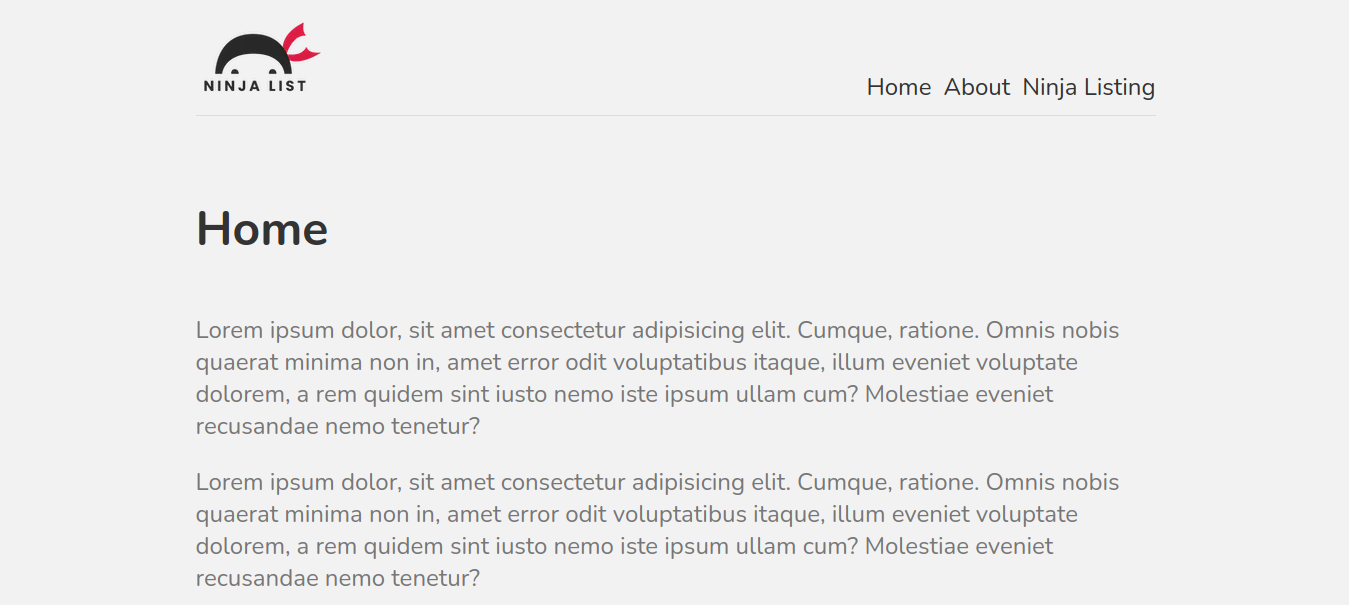 NINJA LIST
Home About Ninja Listing
Home
Lorem ipsum dolor, sit amet consectetur adipisicing elit. Cumque, ratione. Omnis nobis
quaerat minima non in, amet error odit voluptatibus itaque, illum eveniet voluptate
dolorem, a rem quidem sint iusto nemo iste ipsum ullam cum? Molestiae eveniet
recusandae nemo tenetur?
Lorem ipsum dolor, sit amet consectetur adipisicing elit. Cumque, ratione. Omnis nobis
quaerat minima non in, amet error odit voluptatibus itaque, illum eveniet voluptate
dolorem, a rem quidem sint iusto nemo iste ipsum ullam cum? Molestiae eveniet
recusandae nemo tenetur?